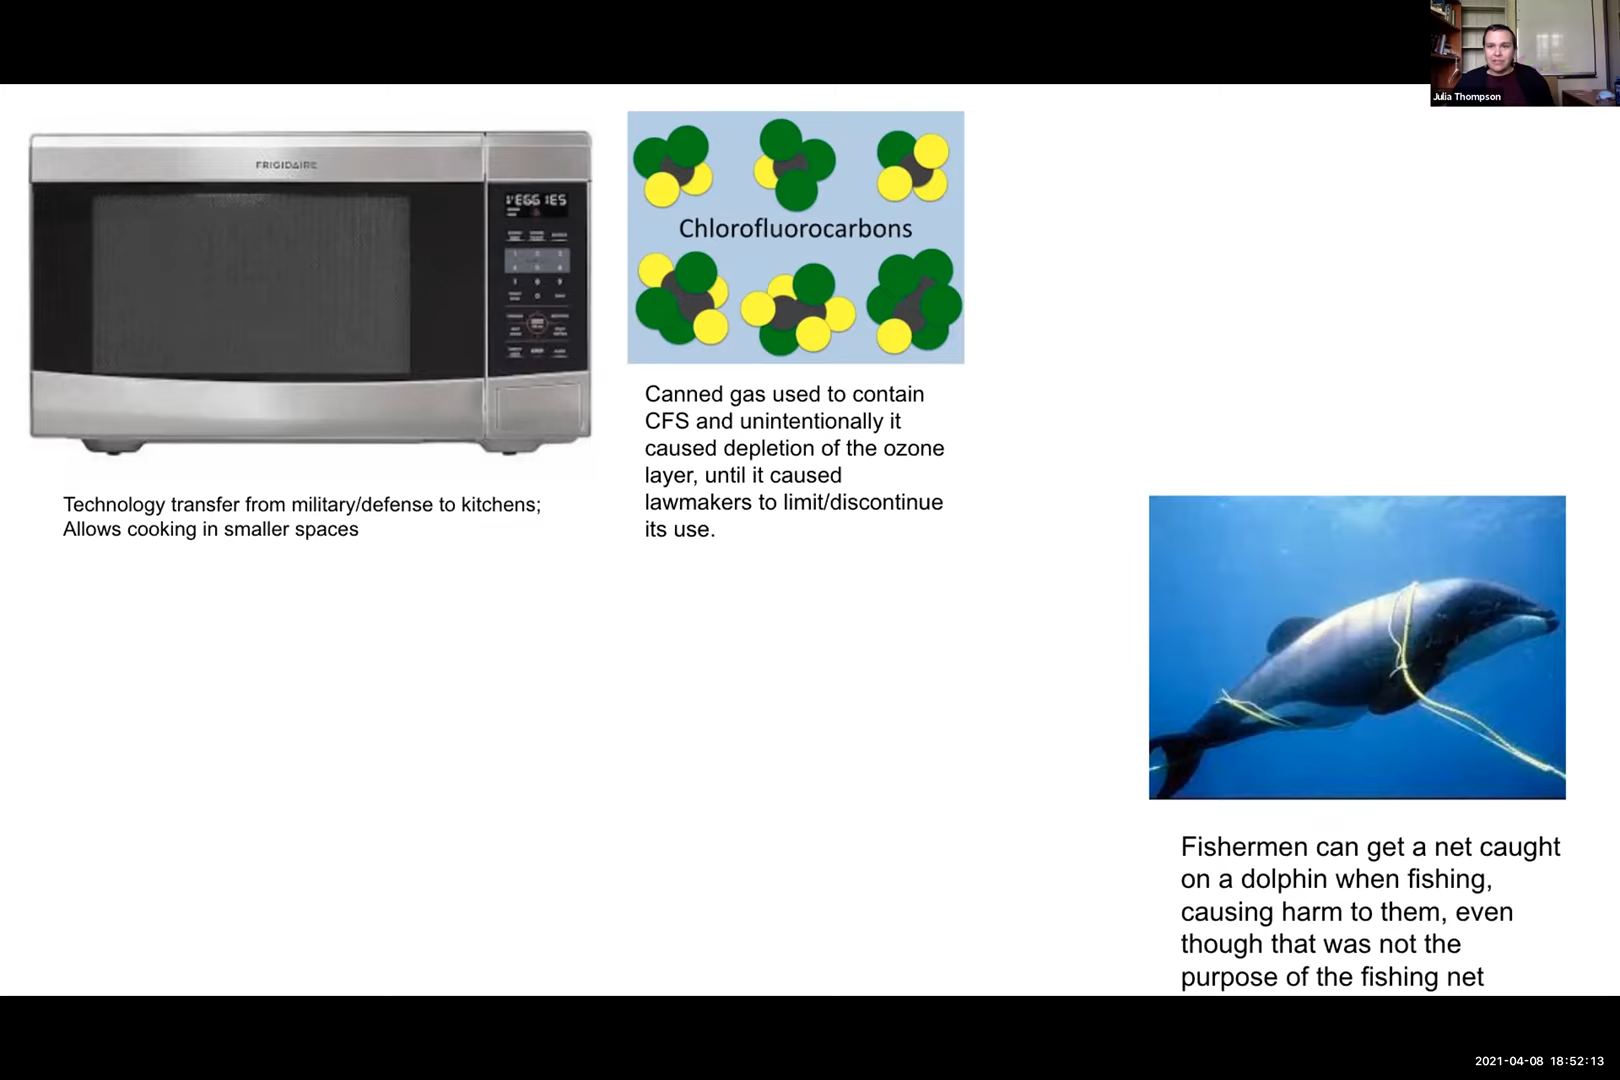 Julia Thompson
FRIGIDAIRE
VEGGIES
Chlorofluorocarbons
Canned gas used to contain
CFS and unintentionally it
caused depletion of the ozone
layer, until it caused
lawmakers to limit/discontinue
its use.
Technology transfer from military/defense to kitchens;
Allows cooking in smaller spaces
Fishermen can get a net caught
on a dolphin when fishing,
causing harm to them, even
though that was not the
purpose of the fishing net
2021-04-08 18:52:13